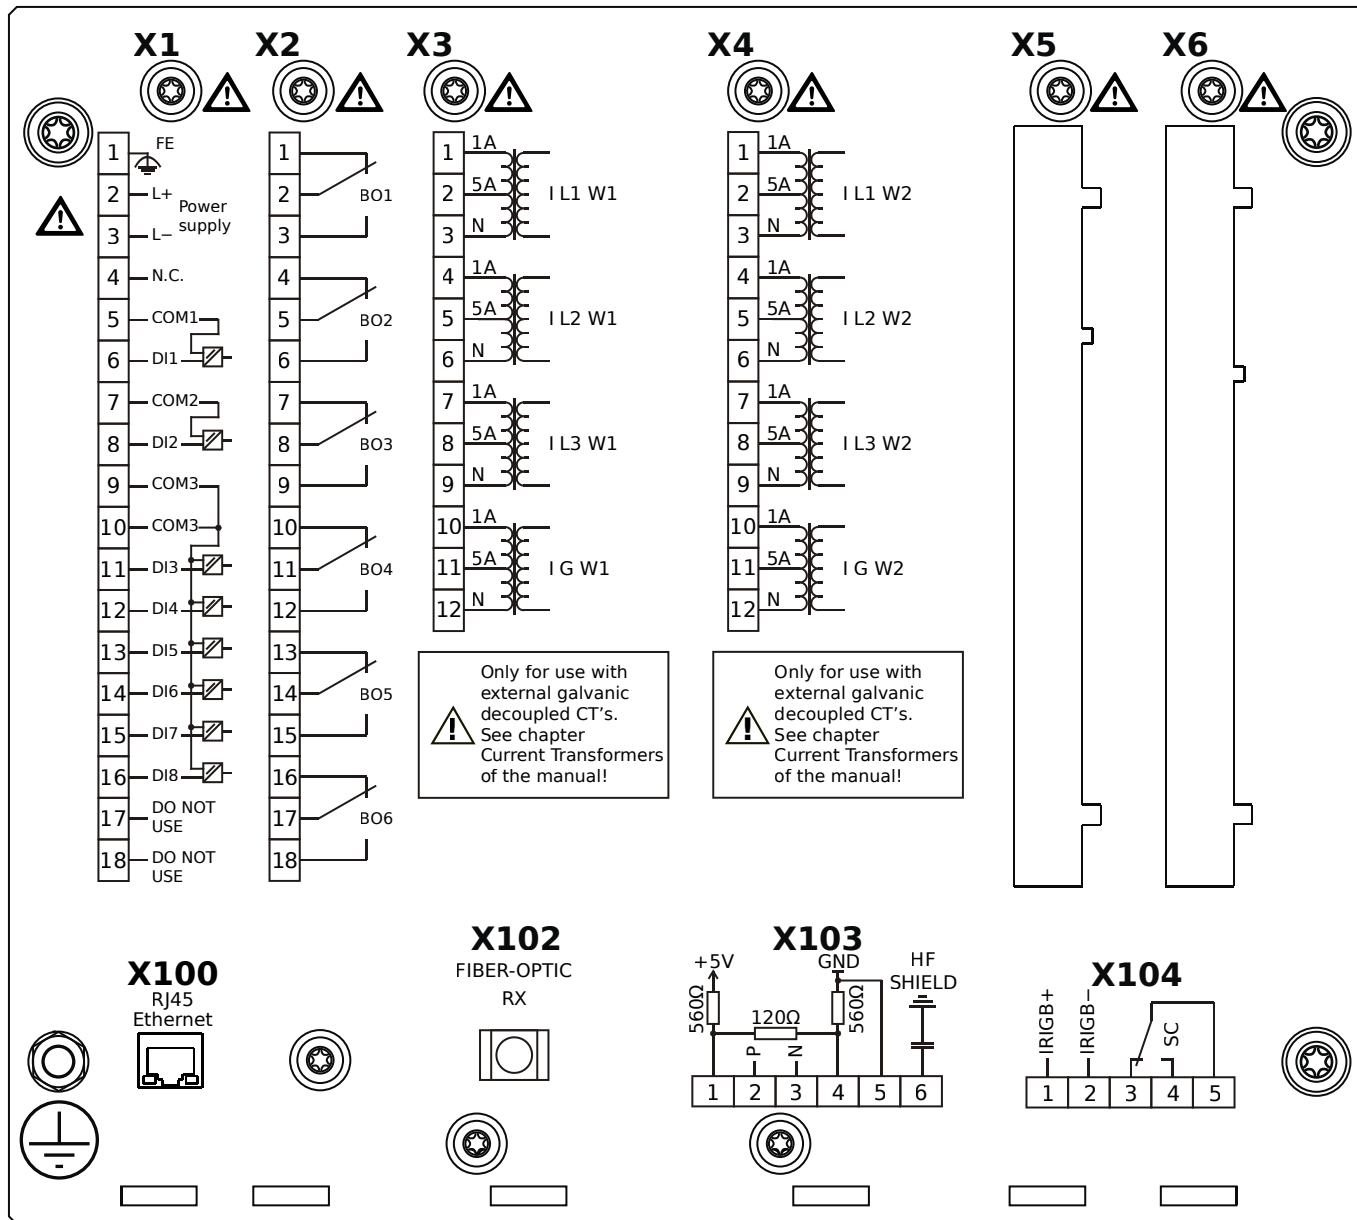 X1
X2
X3
X4
X5
X6
1 FE
2 L+
Power
supply
3 L−
4 N.C.
5 COM1
6 DI1
7 COM2
8 DI2
9 COM3
10 COM3
11 DI3
12 DI4
13 DI5
14 DI6
15 DI7
16 DI8
17 DO NOT
USE
18 DO NOT
USE
1
2 BO1
3
4
5 BO2
6
7
8 BO3
9
10
11 BO4
12
13
14 BO5
15
16
17 BO6
18
1 1A
2 5A I L1 W1
3 N
4 1A
5 5A I L2 W1
6 N
7 1A
8 5A I L3 W1
9 N
10 1A
11 5A I G W1
12 N
Only for use with
external galvanic
decoupled CT's.
See chapter
Current Transformers
of the manual!
1 1A
2 5A I L1 W2
3 N
4 1A
5 5A I L2 W2
6 N
7 1A
8 5A I L3 W2
9 N
10 1A
11 5A I G W2
12 N
Only for use with
external galvanic
decoupled CT's.
See chapter
Current Transformers
of the manual!
X100
RJ45
Ethernet
X102
FIBER-OPTIC
RX
X103
+5V
GND
HF
SHIELD
560Ω
120Ω
560Ω
P
N
1 2 3 4 5 6
X104
IRIGB+
IRIGB−
SC
1 2 3 4 5